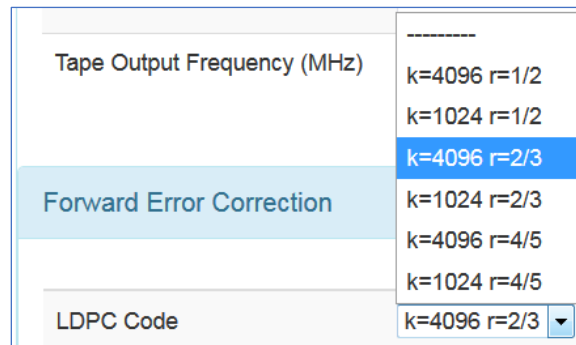 ---------
Tape Output Frequency (MHz)
k=4096 r=1/2
k=1024 r=1/2
k=4096 r=2/3
k=1024 r=2/3
k=4096 r=4/5
k=1024 r=4/5
Forward Error Correction
LDPC Code
k=4096 r=2/3